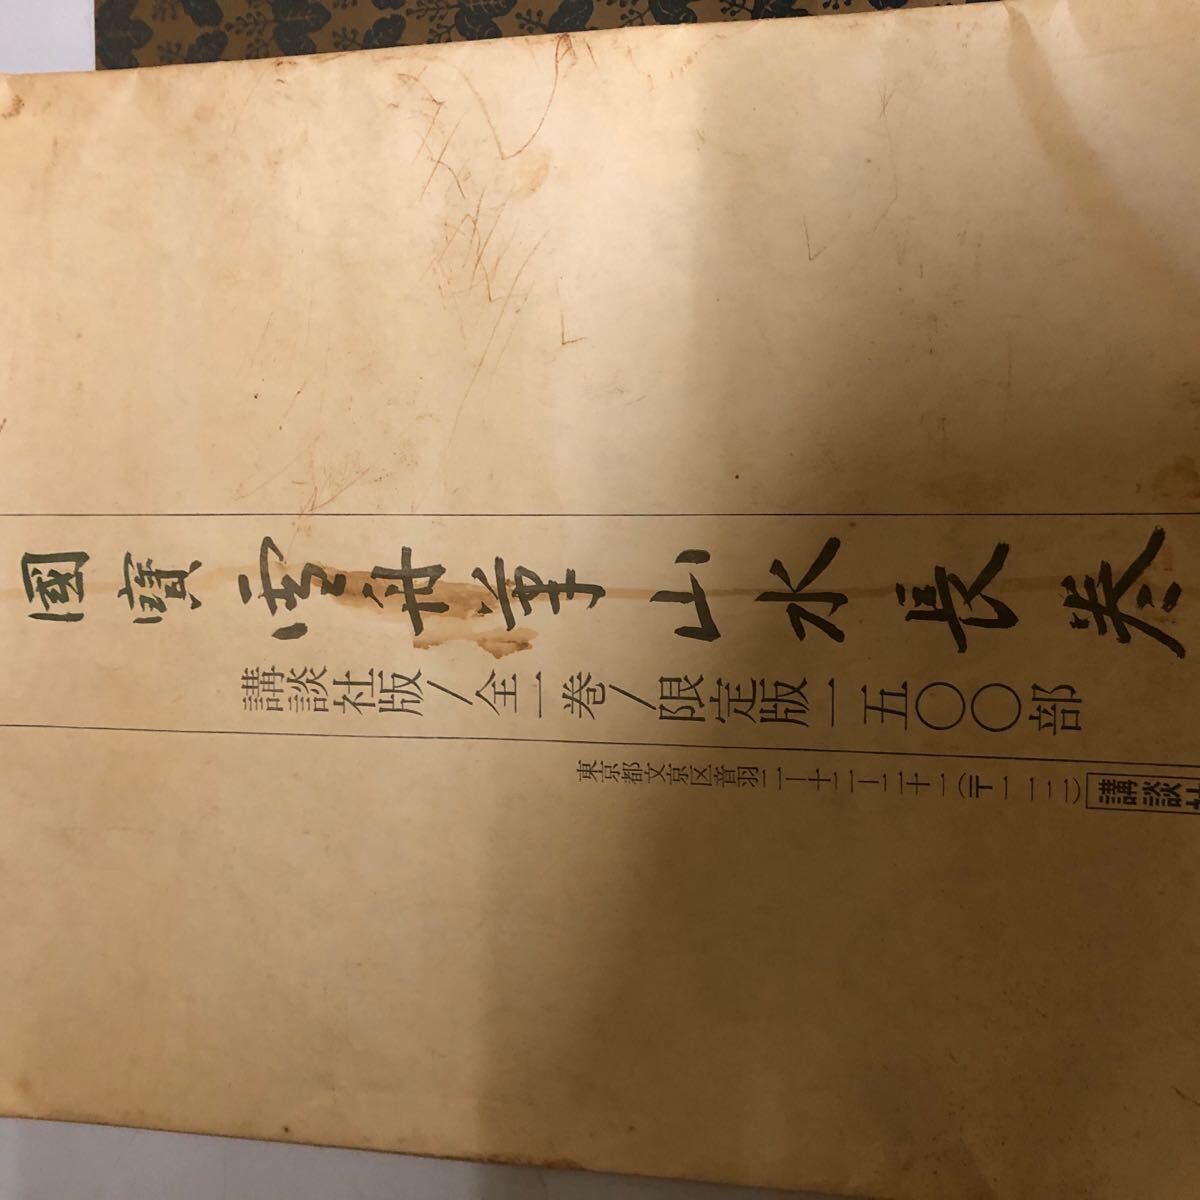 國寶 雪舟筆山水長巻
講談社版/全一巻/限定版一五〇〇部
東京都文京区音羽二—十二—二十一(〒一一二) 講談社